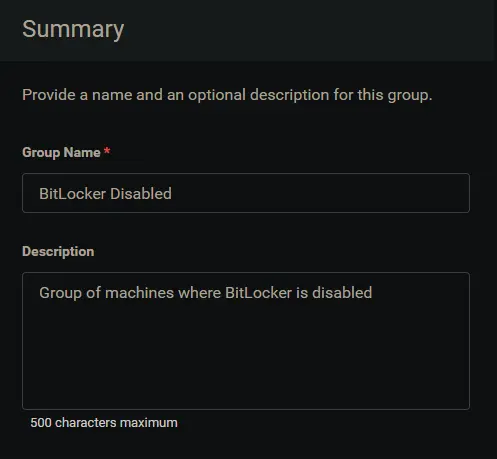 Summary
Provide a name and an optional description for this group.
Group Name *
BitLocker Disabled
Description
Group of machines where BitLocker is disabled
500 characters maximum